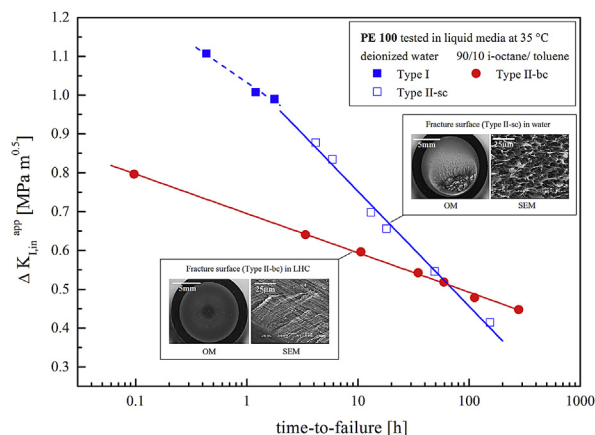 PE 100 tested in liquid media at 35 °C
deionized water 90/10 i-octane/ toluene
Type I Type II-bc
Type II-sc
1.2
1.1
1.0
0.9
0.8
0.7
0.6
0.5
0.4
0.3
Δ K I,in app [MPa m 0.5]
Fracture surface (Type II-sc) in water
5mm 25μm
OM SEM
Fracture surface (Type II-bc) in LHC
5mm 25μm
OM SEM
0.1 1 10 100 1000
time-to-failure [h]